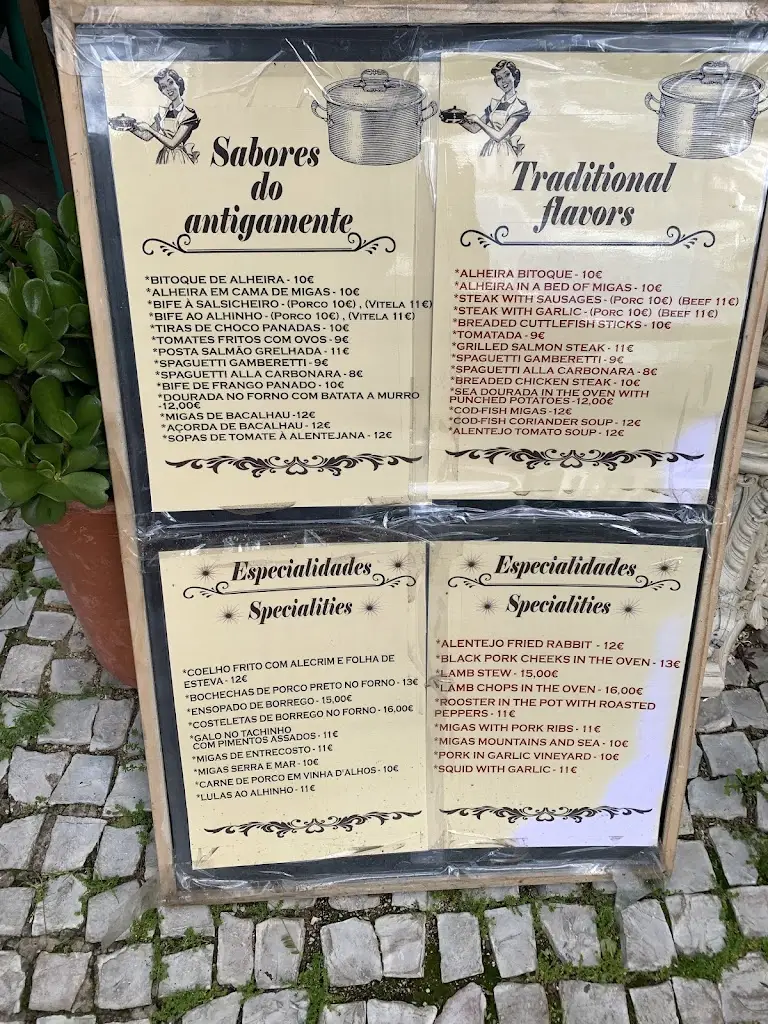 Sabores
do
antigamente
*BITOQUE DE ALHEIRA - 10€
*ALHEIRA EM CAMA DE MIGAS - 10€
*BIFE À SALSICHEIRO - (PORCO 10€) , (VITELA 11€)
*BIFE AO ALHINHO - (PORCO 10€) , (VITELA 11€)
*TIRAS DE CHOCO PANADAS - 10€
*TOMATES FRITOS COM OVOS - 9€
*POSTA SALMÃO GRELHADA - 11€
*SPAGUETTI GAMBERETTI - 9€
*SPAGUETTI ALLA CARBONARA - 8€
*BIFE DE FRANGO PANADO - 10€
*DOURADA NO FORNO COM BATATA A MURRO
-12,00€
*MIGAS DE BACALHAU -12€
*AÇORDA DE BACALHAU - 12€
*SOPAS DE TOMATE À ALENTEJANA - 12€
Traditional
flavors
*ALHEIRA BITOQUE - 10€
*ALHEIRA IN A BED OF MIGAS - 10€
*STEAK WITH SAUSAGES - (PORC 10€) (BEEF 11€)
*STEAK WITH GARLIC - (PORC 10€) (BEEF 11€)
*BREADED CUTTLEFISH STICKS - 10€
*TOMATADA - 9€
*GRILLED SALMON STEAK - 11€
*SPAGUETTI GAMBERETTI - 9€
*SPAGUETTI ALLA CARBONARA - 8€
*BREADED CHICKEN STEAK - 10€
*SEA DOURADA IN THE OVEN WITH
PUNCHED POTATOES -12,00€
*COD-FISH MIGAS -12€
*COD-FISH CORIANDER SOUP - 12€
*ALENTEJO TOMATO SOUP - 12€
Especialidades
Specialities
*COELHO FRITO COM ALECRIM E FOLHA DE
ESTEVA - 12€
*BOCHECHAS DE PORCO PRETO NO FORNO - 13€
*ENSOPADO DE BORREGO - 15,00€
*COSTELETAS DE BORREGO NO FORNO - 16,00€
*GALO NO TACHINHO
COM PIMENTOS ASSADOS - 11€
*MIGAS DE ENTRECOSTO - 11€
*MIGAS SERRA E MAR - 10€
*CARNE DE PORCO EM VINHA D'ALHOS - 10€
*LULAS AO ALHINHO - 11€
Especialidades
Specialities
*ALENTEJO FRIED RABBIT - 12€
*BLACK PORK CHEEKS IN THE OVEN - 13€
*LAMB STEW - 15,00€
*LAMB CHOPS IN THE OVEN - 16,00€
*ROOSTER IN THE POT WITH ROASTED
PEPPERS - 11€
*MIGAS WITH PORK RIBS - 11€
*MIGAS MOUNTAINS AND SEA - 10€
*PORK IN GARLIC VINEYARD - 10€
*SQUID WITH GARLIC - 11€